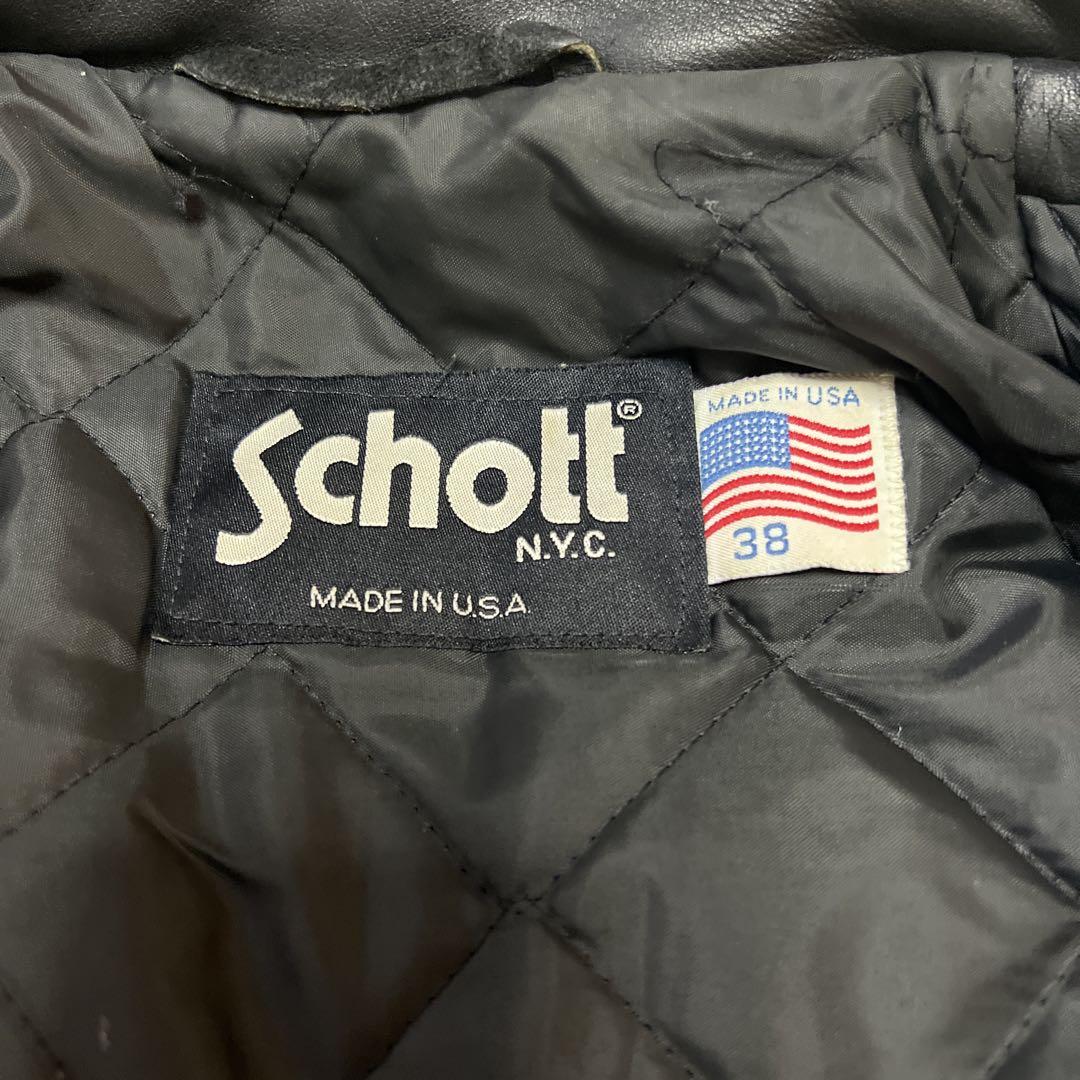 Schott®
N.Y.C.
MADE IN U.S.A
MADE IN USA
38